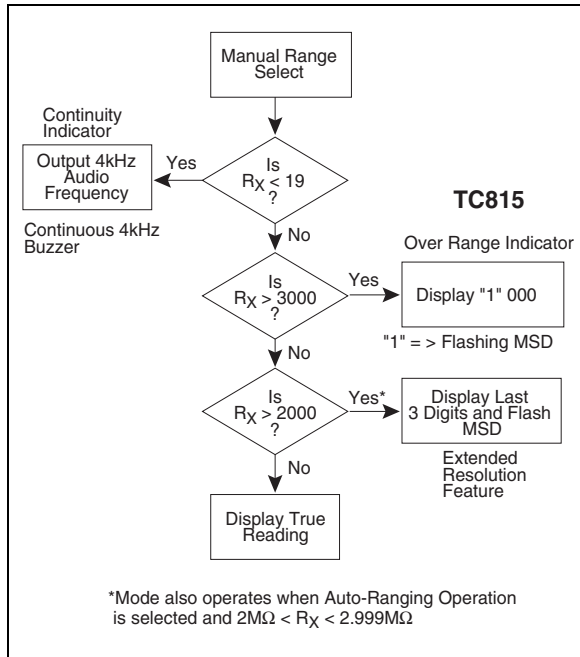 Manual Range
Select
Continuity
Indicator
Output 4kHz
Audio
Frequency
Yes
Is
RX < 19
?
Continuous 4kHz
Buzzer
No
TC815
Over Range Indicator
Is
RX > 3000
?
Yes
Display "1" 000
"1" = > Flashing MSD
No
Is
RX > 2000
?
Yes*
Display Last
3 Digits and Flash
MSD
Extended
Resolution
Feature
No
Display True
Reading
*Mode also operates when Auto-Ranging Operation
is selected and 2MΩ < RX < 2.999MΩ